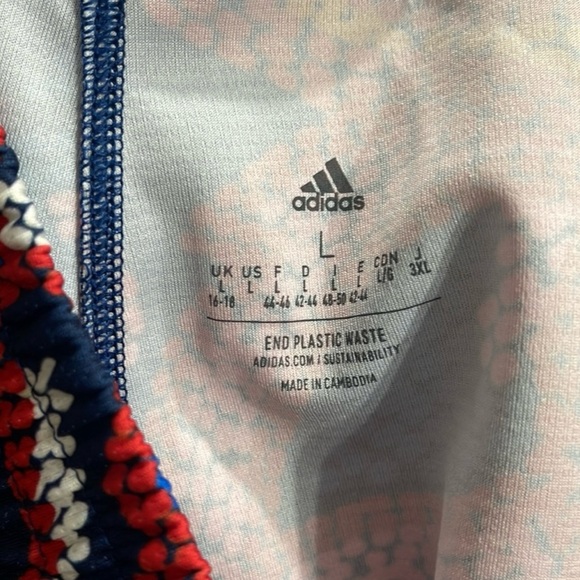 adidas
L
UK US F D I E CDN J
L L L L L L L/G 3XL
16-18 44-46 42-44 48-50 42-44
END PLASTIC WASTE
ADIDAS.COM / SUSTAINABILITY
MADE IN CAMBODIA